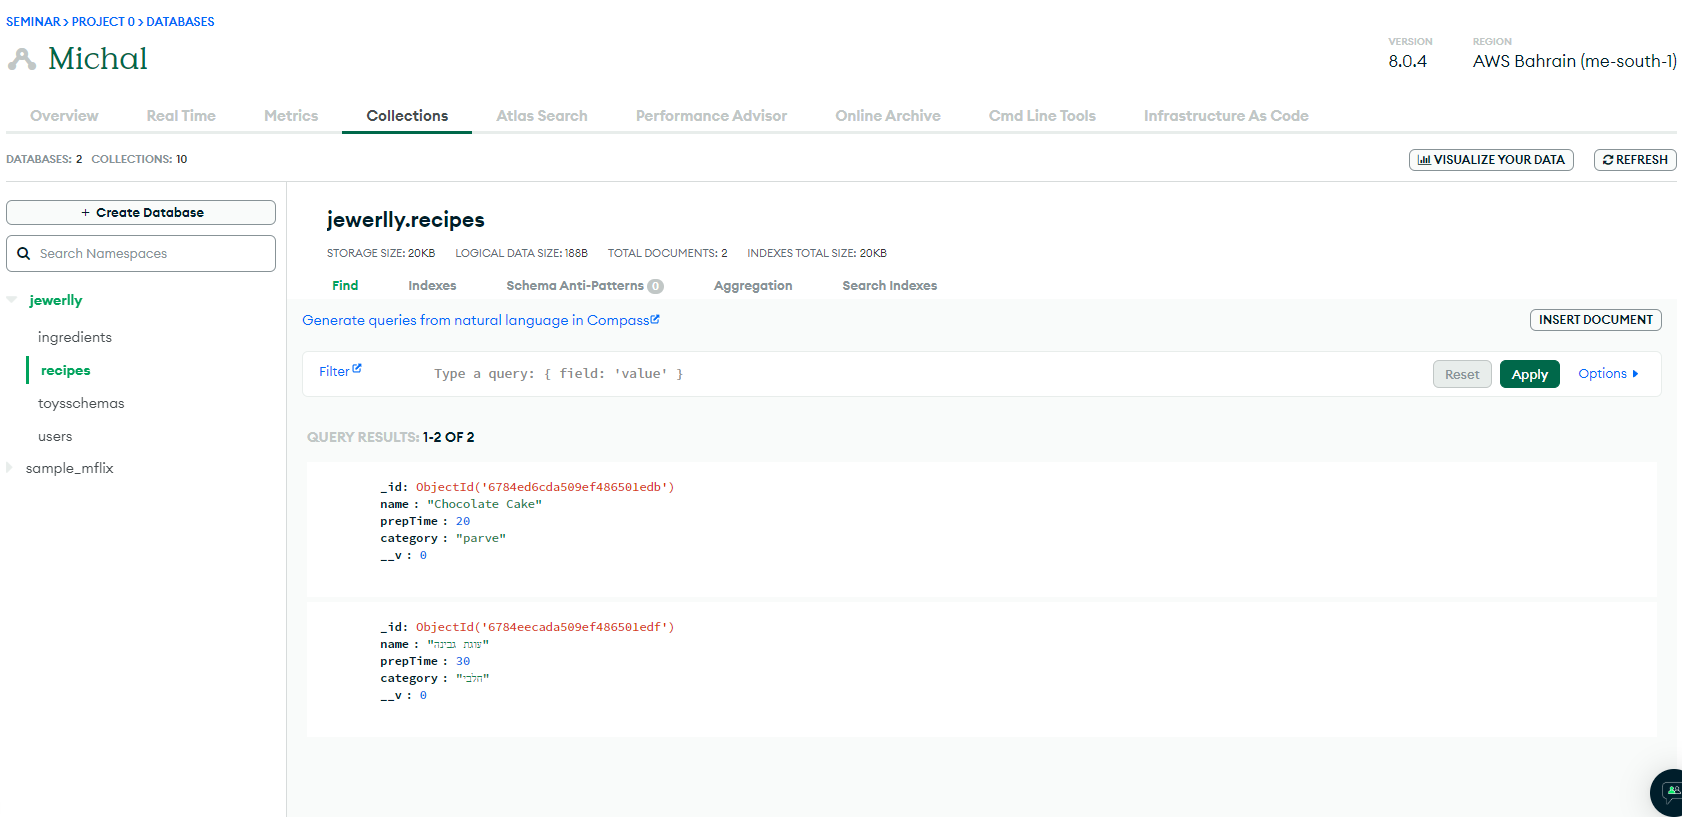 SEMINAR > PROJECT 0 > DATABASES
Michal
VERSION
8.0.4
REGION
AWS Bahrain (me-south-1)
Overview Real Time Metrics Collections Atlas Search Performance Advisor Online Archive Cmd Line Tools Infrastructure As Code
DATABASES: 2 COLLECTIONS: 10
VISUALIZE YOUR DATA
REFRESH
+ Create Database
Search Namespaces
jewerlly
ingredients
recipes
toysschemas
users
sample_mflix
jewerlly.recipes
STORAGE SIZE: 20KB LOGICAL DATA SIZE: 188B TOTAL DOCUMENTS: 2 INDEXES TOTAL SIZE: 20KB
Find Indexes Schema Anti-Patterns 0 Aggregation Search Indexes
Generate queries from natural language in Compass
INSERT DOCUMENT
Filter Type a query: { field: 'value' } Reset Apply Options
QUERY RESULTS: 1-2 OF 2
_id: ObjectId('6784ed6cda509ef486501edb')
name : "Chocolate Cake"
prepTime : 20
category : "parve"
__v : 0
_id: ObjectId('6784eecada509ef486501edf')
name : "עוגת גבינה"
prepTime : 30
category : "חלבי"
__v : 0